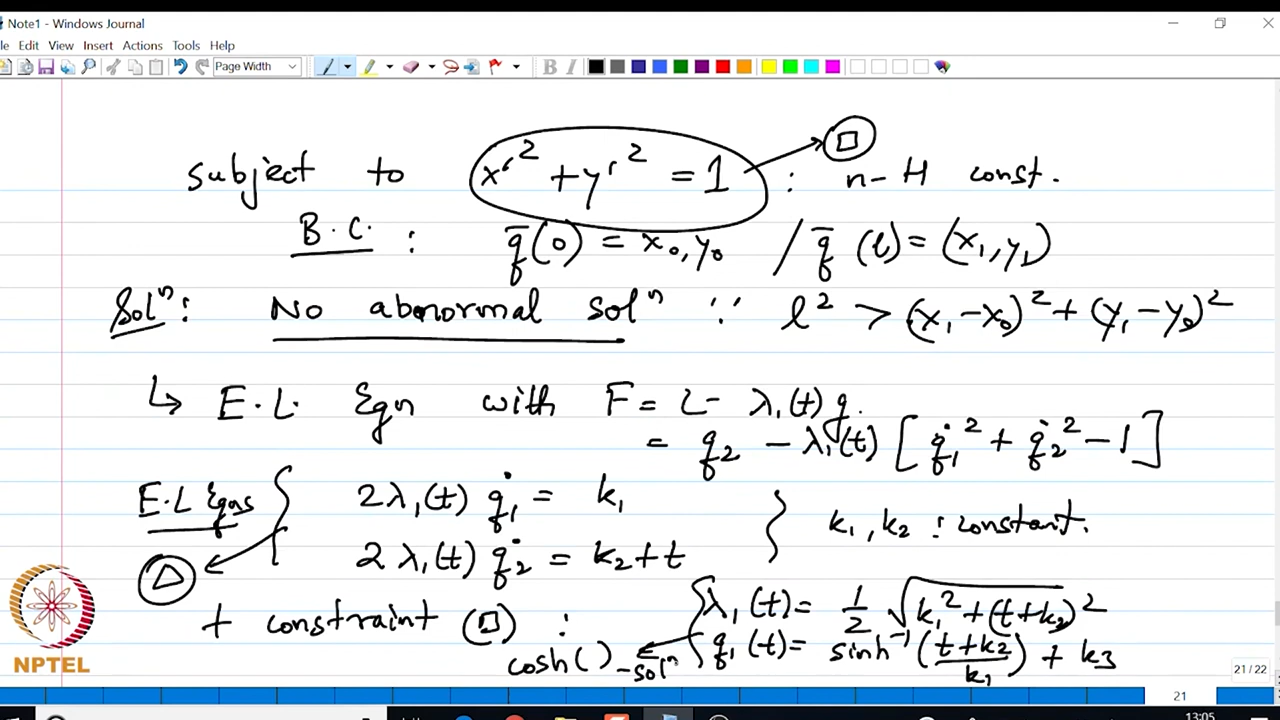 Note1 - Windows Journal
le Edit View Insert Actions Tools Help
Page Width
B I
subject to x'² + y'² = 1 → □ : n-H const.
B.C. : q̄(0) = x₀, y₀ / q̄(l) = (x₁, y₁)
Solⁿ: No abnormal solⁿ ∵ l² > (x₁-x₀)² + (y₁-y₀)²
↳ E.L. Eqn with F = L - λ₁(t) g.
= q₂ - λ₁(t) [q̇₁² + q̇₂² - 1]
E.L Eqns { 2λ₁(t) q̇₁ = k₁
2λ₁(t) q̇₂ = k₂+t } k₁, k₂ : constant.
△
+ constraint (□) : { λ₁(t) = 1/2 √(k₁² + (t+k₂)²)
q₁(t) = sinh⁻¹((t+k₂)/k₁) + k₃
cosh( ) - solⁿ
NPTEL
21/22
21
13:05